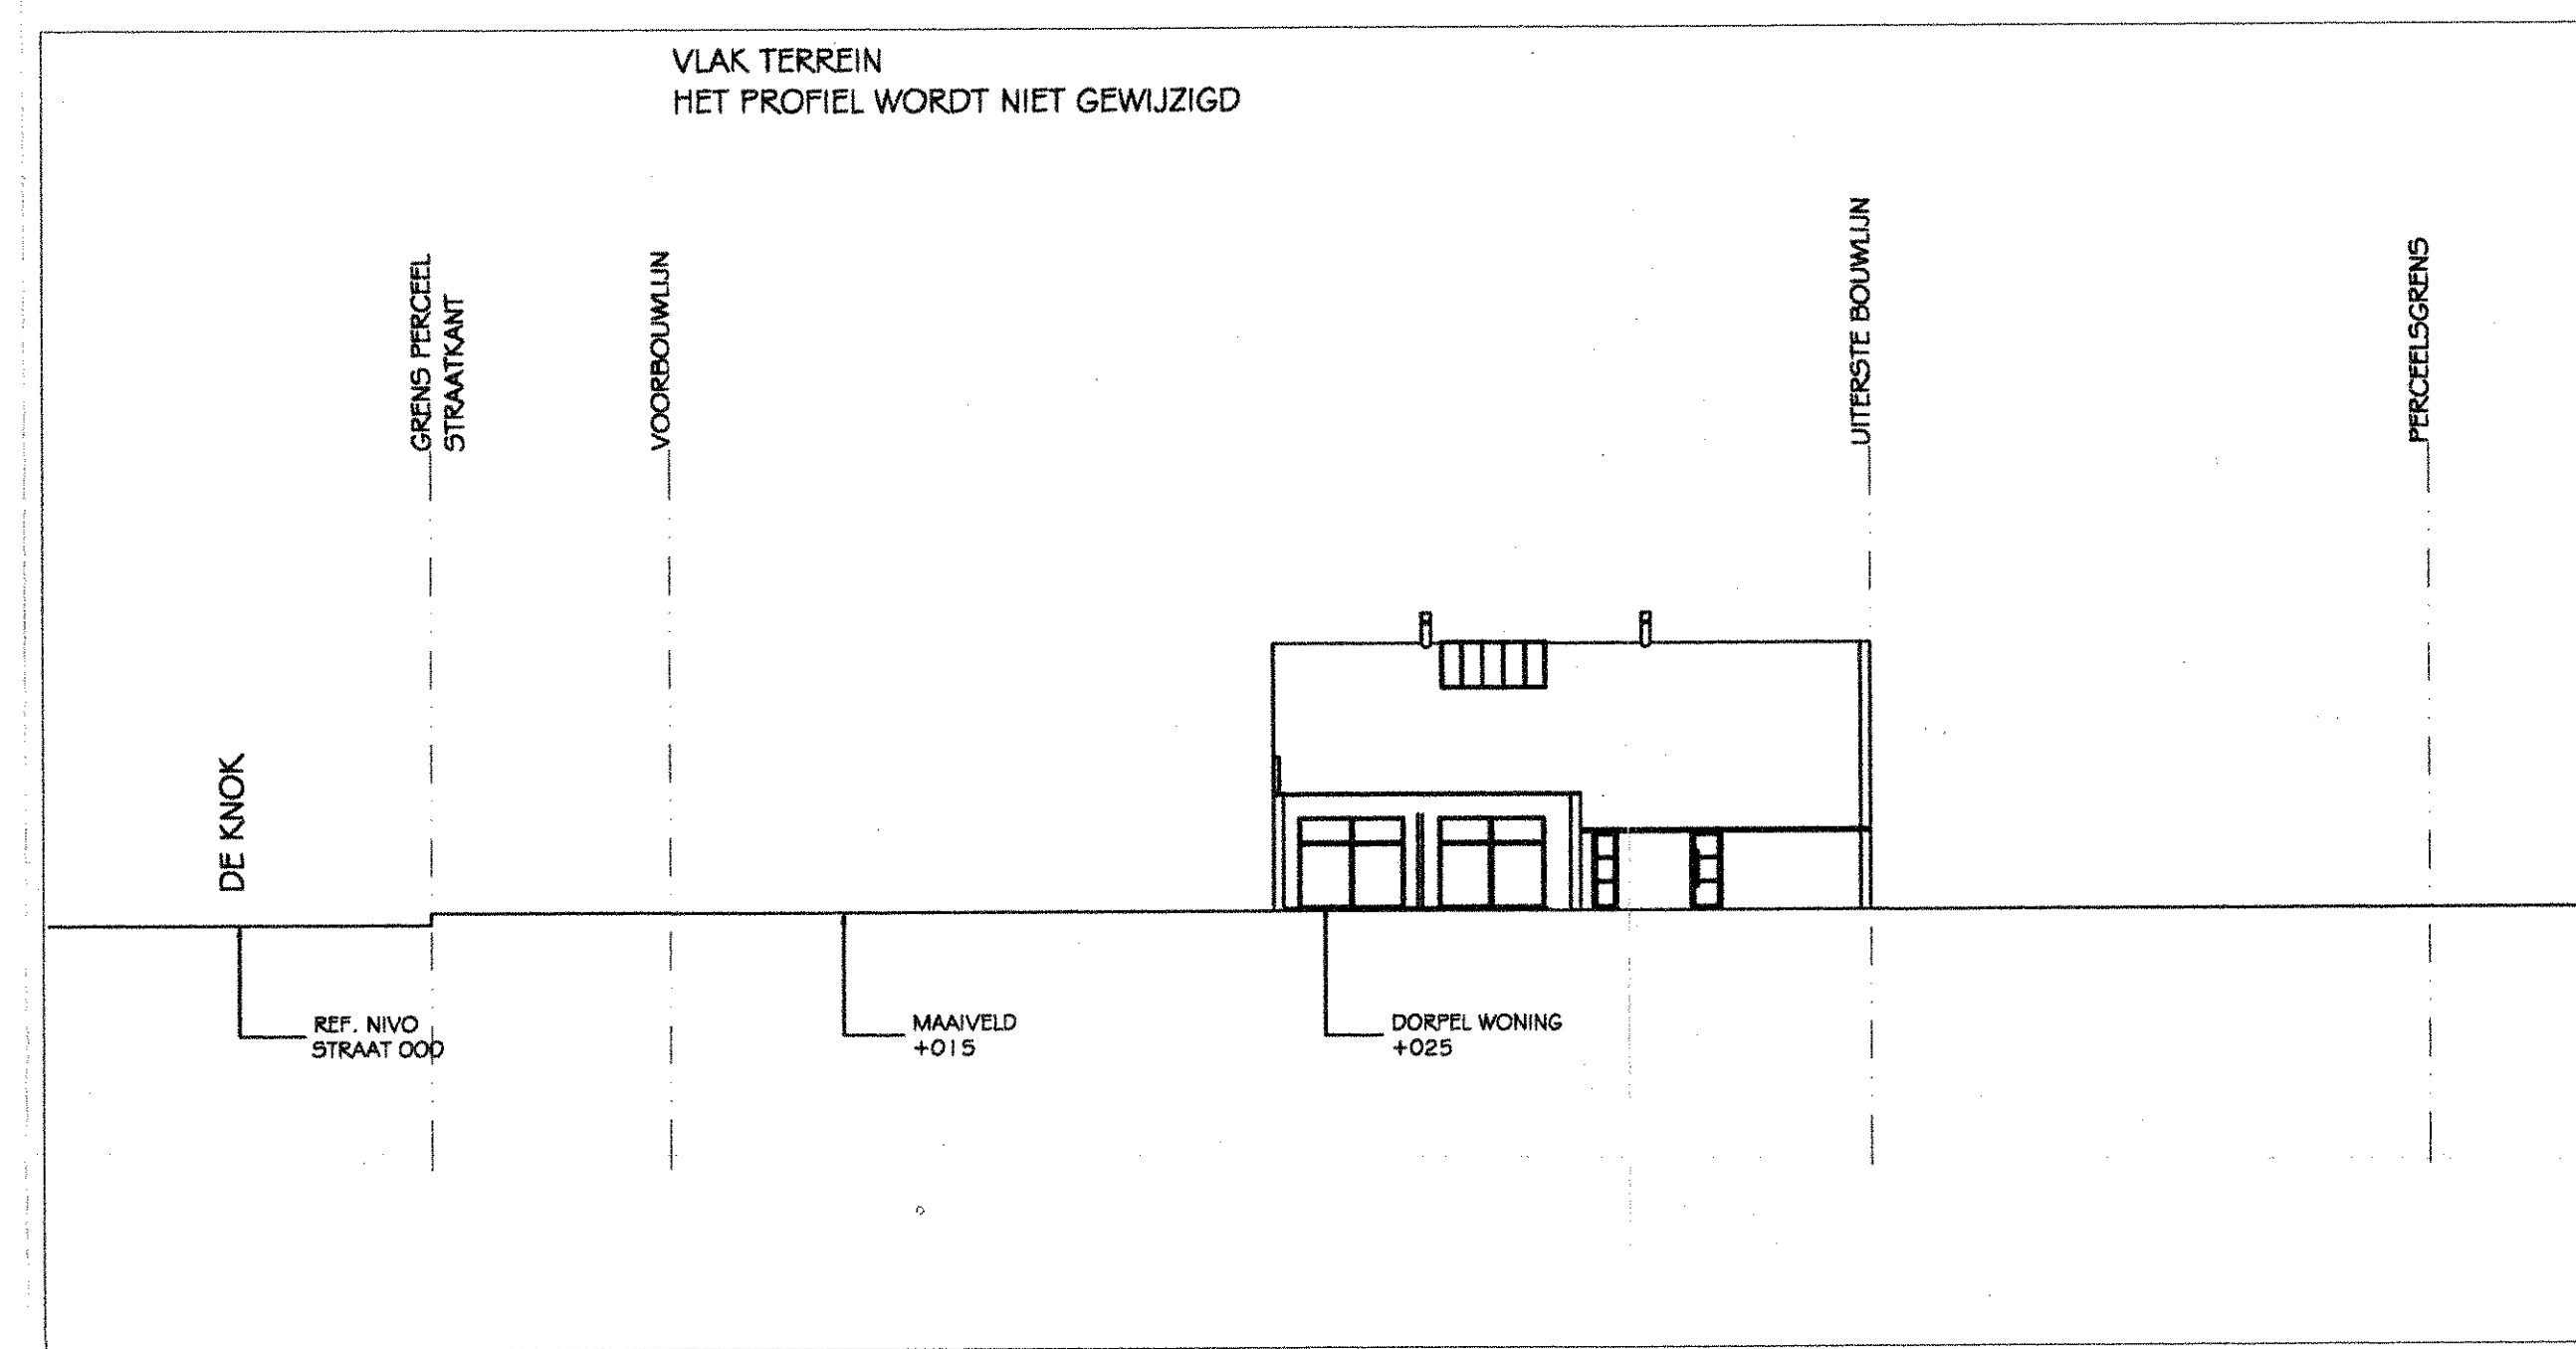 VLAK TERREIN
HET PROFIEL WORDT NIET GEWIJZIGD
GRENS PERCEEL
STRAATKANT
VOORBOUWLIJN
UITERSTE BOUWLIJN
PERCEELSGRENS
DE KNOK
REF. NIVO
STRAAT 000
MAAIVELD
+015
DORPEL WONING
+025